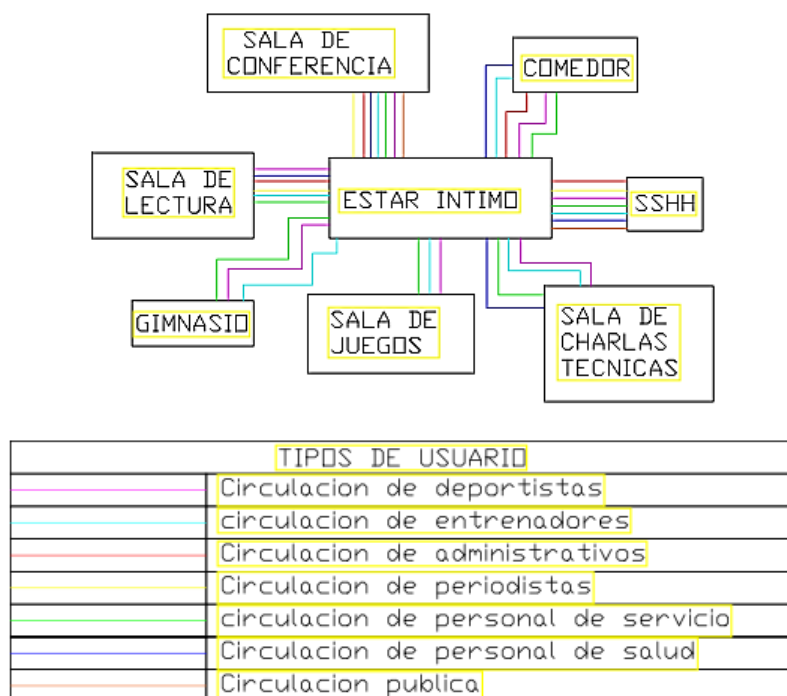 SALA DE
CONFERENCIA
COMEDOR
SALA DE
LECTURA
ESTAR INTIMO
SSHH
GIMNASIO
SALA DE
JUEGOS
SALA DE
CHARLAS
TECNICAS
TIPOS DE USUARIO
Circulacion de deportistas
circulacion de entrenadores
Circulacion de administrativos
Circulacion de periodistas
circulacion de personal de servicio
Circulacion de personal de salud
Circulacion publica